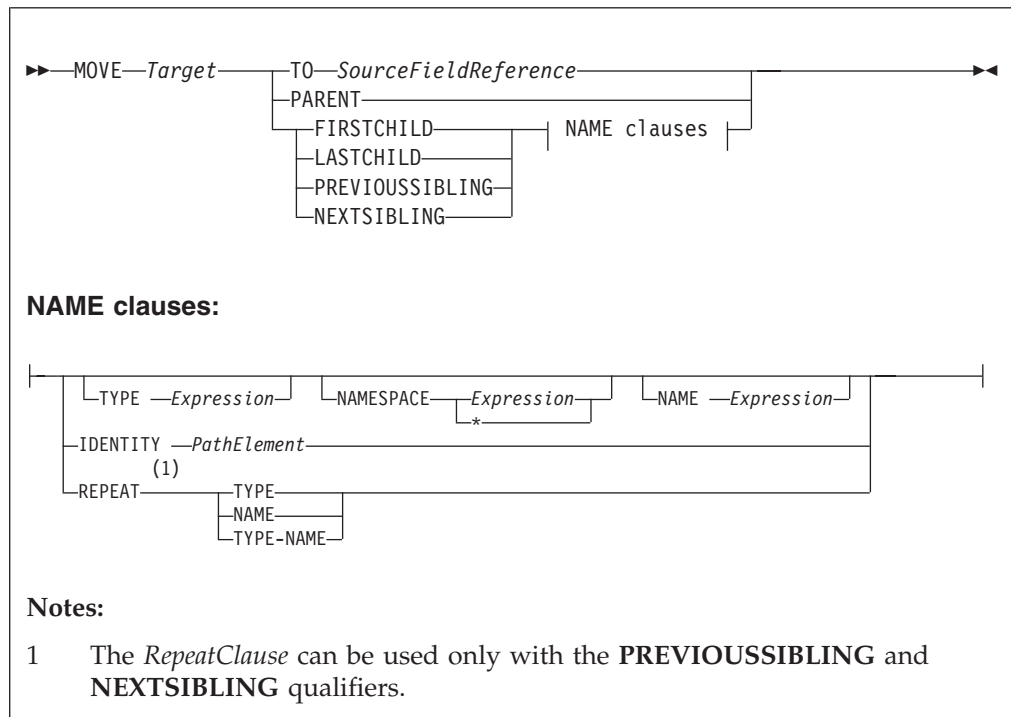 MOVE Target TO SourceFieldReference
PARENT
FIRSTCHILD NAME clauses
LASTCHILD
PREVIOUSSIBLING
NEXTSIBLING
NAME clauses:
TYPE Expression NAMESPACE Expression NAME Expression
*
IDENTITY PathElement
(1)
REPEAT TYPE
NAME
TYPE-NAME
Notes:
1 The RepeatClause can be used only with the PREVIOUSSIBLING and
NEXTSIBLING qualifiers.